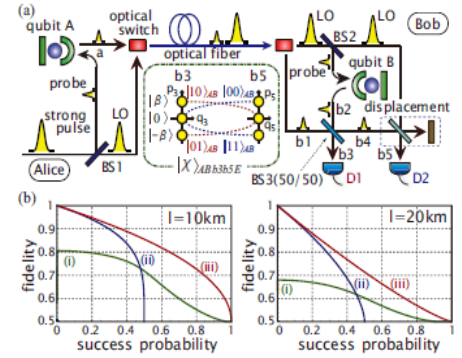 (a)
qubit A
optical
switch
optical fiber
LO
LO
Bob
BS2
a
probe
strong
pulse
LO
Alice
BS1
b3
b5
p3
p5
|β⟩
|10⟩AB
|00⟩AB
|0⟩
q3
q5
|-β⟩
|01⟩AB
|11⟩AB
|χ⟩ABb3b5E
probe
qubit B
b2
displacement
b1
b4
b3
b5
BS3(50/50)
D1
D2
(b)
l=10km
fidelity
1
0.9
0.8
0.7
0.6
0.5
(i)
(ii)
(iii)
0
0.2
0.4
0.6
0.8
1
success probability
l=20km
fidelity
1
0.9
0.8
0.7
0.6
0.5
(i)
(ii)
(iii)
0
0.2
0.4
0.6
0.8
1
success probability